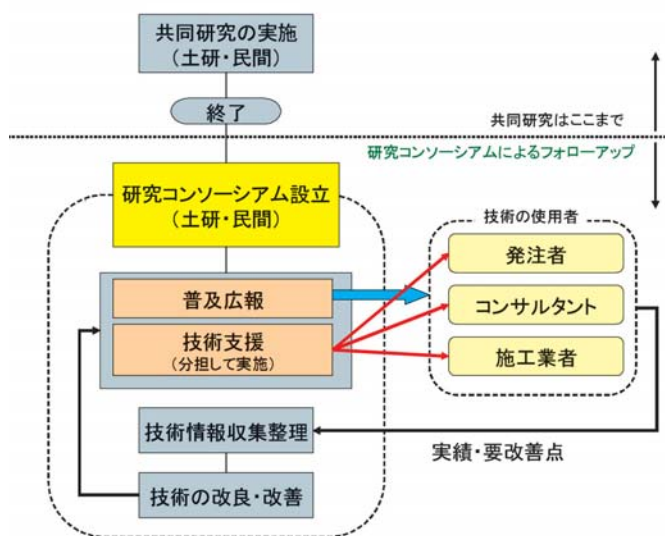 共同研究の実施
(土研・民間)
終了
共同研究はここまで
研究コンソーシアムによるフォローアップ
研究コンソーシアム設立
(土研・民間)
技術の使用者
発注者
普及広報
コンサルタント
技術支援
(分担して実施)
施工業者
技術情報収集整理
実績・要改善点
技術の改良・改善